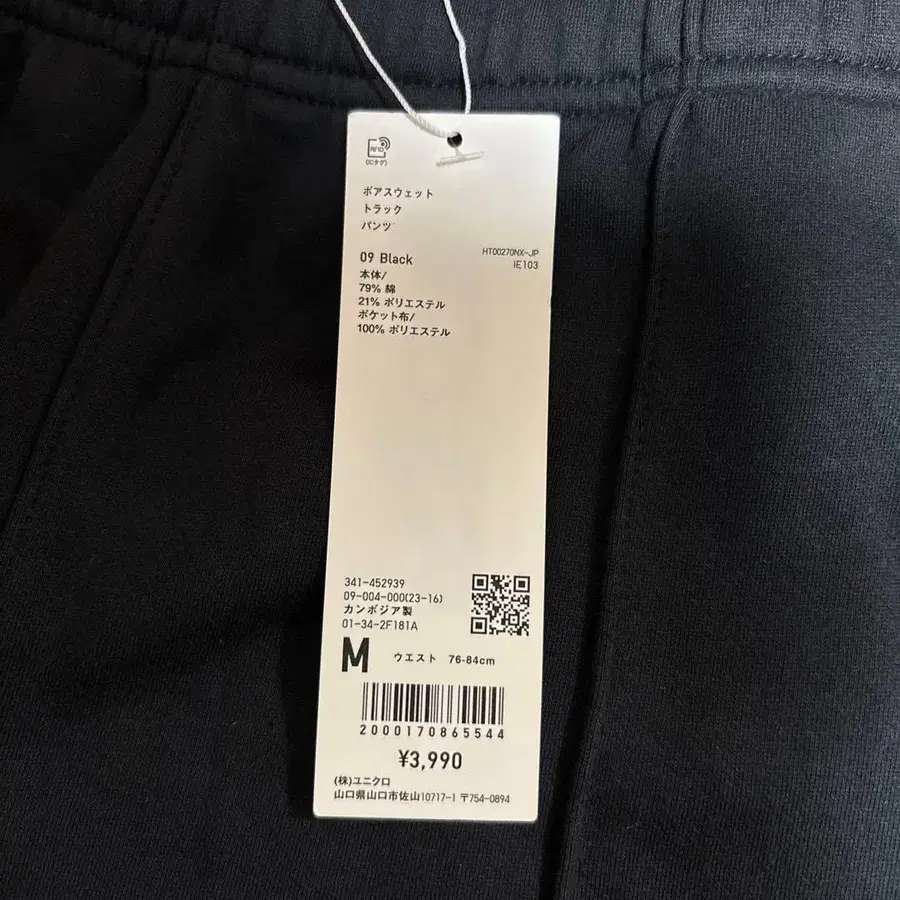 RFID
(ICタグ)
ボアスウェット
トラック
パンツ
09 Black
HT00270NX-JP
IE103
本体/
79% 綿
21% ポリエステル
ポケット布/
100% ポリエステル
341-452939
09-004-000(23-16)
カンボジア製
01-34-2F181A
M ウエスト 76-84cm
2000170865544
¥3,990
(株)ユニクロ
山口県山口市佐山10717-1 〒754-0894